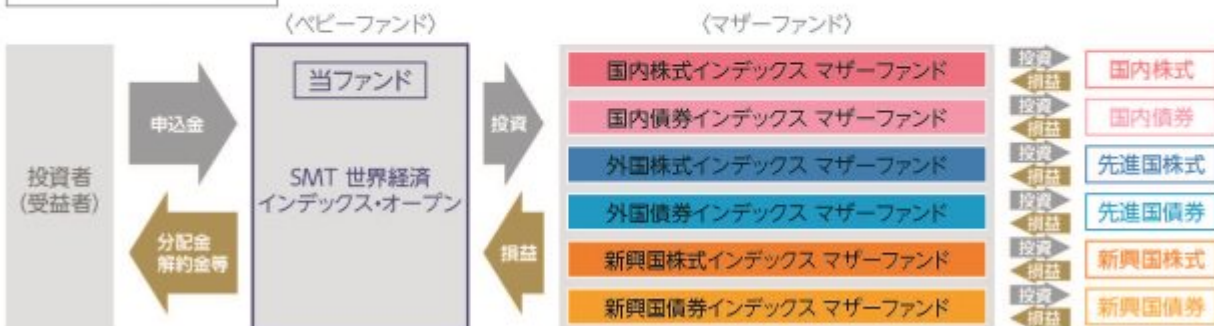 〈ベビーファンド〉
〈マザーファンド〉
投資者
(受益者)
申込金
分配金
解約金等
当ファンド
SMT 世界経済
インデックス・オープン
投資
損益
国内株式インデックス マザーファンド
投資
損益
国内株式
国内債券インデックス マザーファンド
投資
損益
国内債券
外国株式インデックス マザーファンド
投資
損益
先進国株式
外国債券インデックス マザーファンド
投資
損益
先進国債券
新興国株式インデックス マザーファンド
投資
損益
新興国株式
新興国債券インデックス マザーファンド
投資
損益
新興国債券